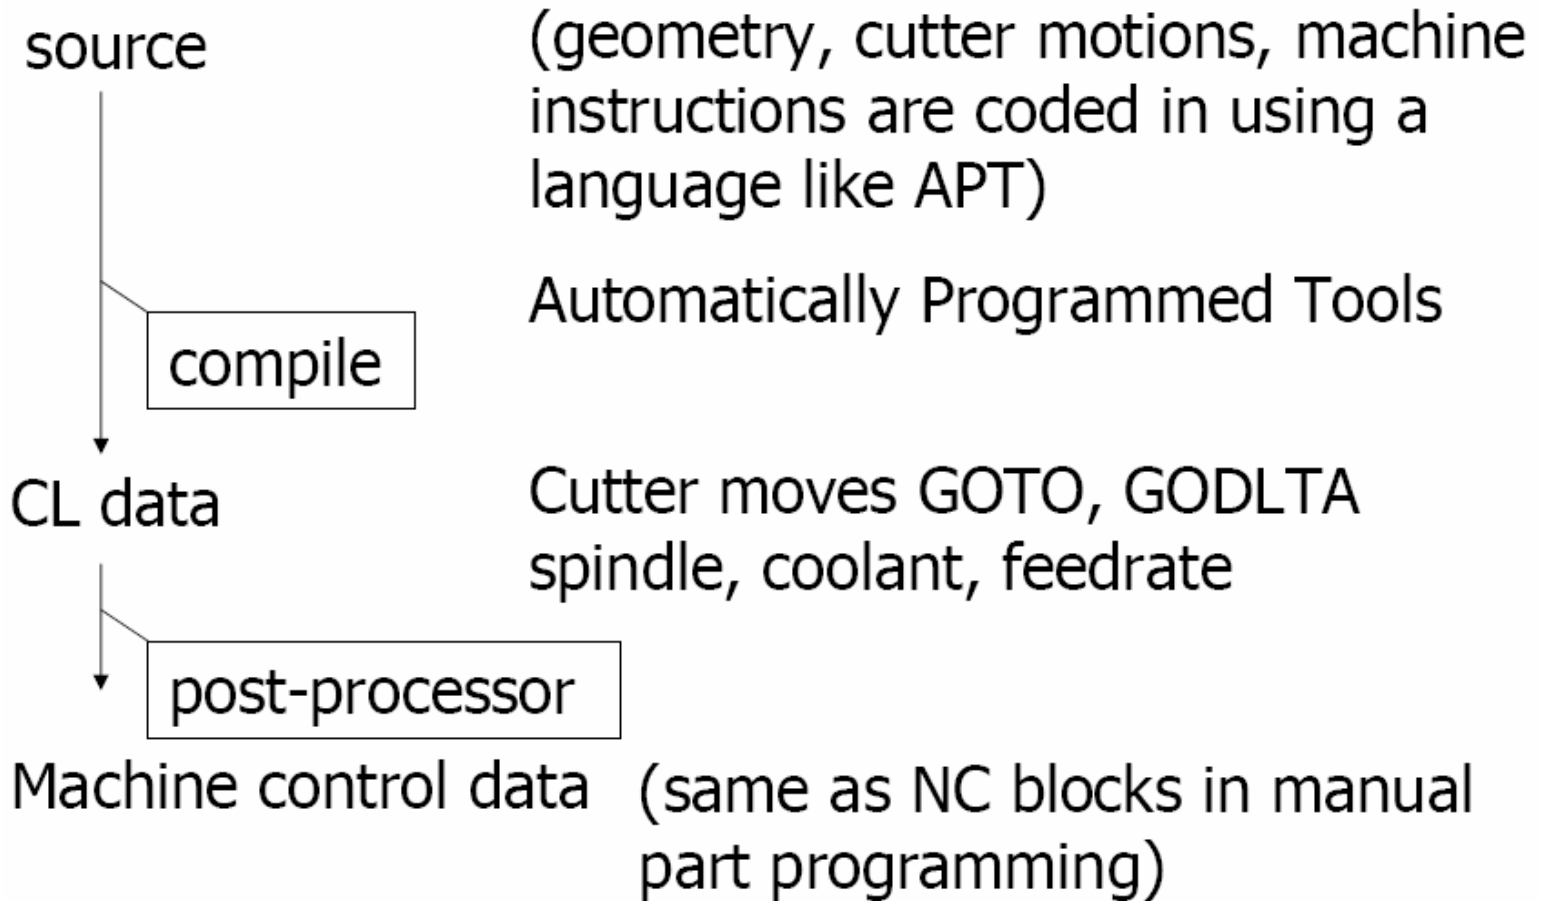 source
(geometry, cutter motions, machine
instructions are coded in using a
language like APT)
Automatically Programmed Tools
compile
CL data
Cutter moves GOTO, GODLTA
spindle, coolant, feedrate
post-processor
Machine control data
(same as NC blocks in manual
part programming)